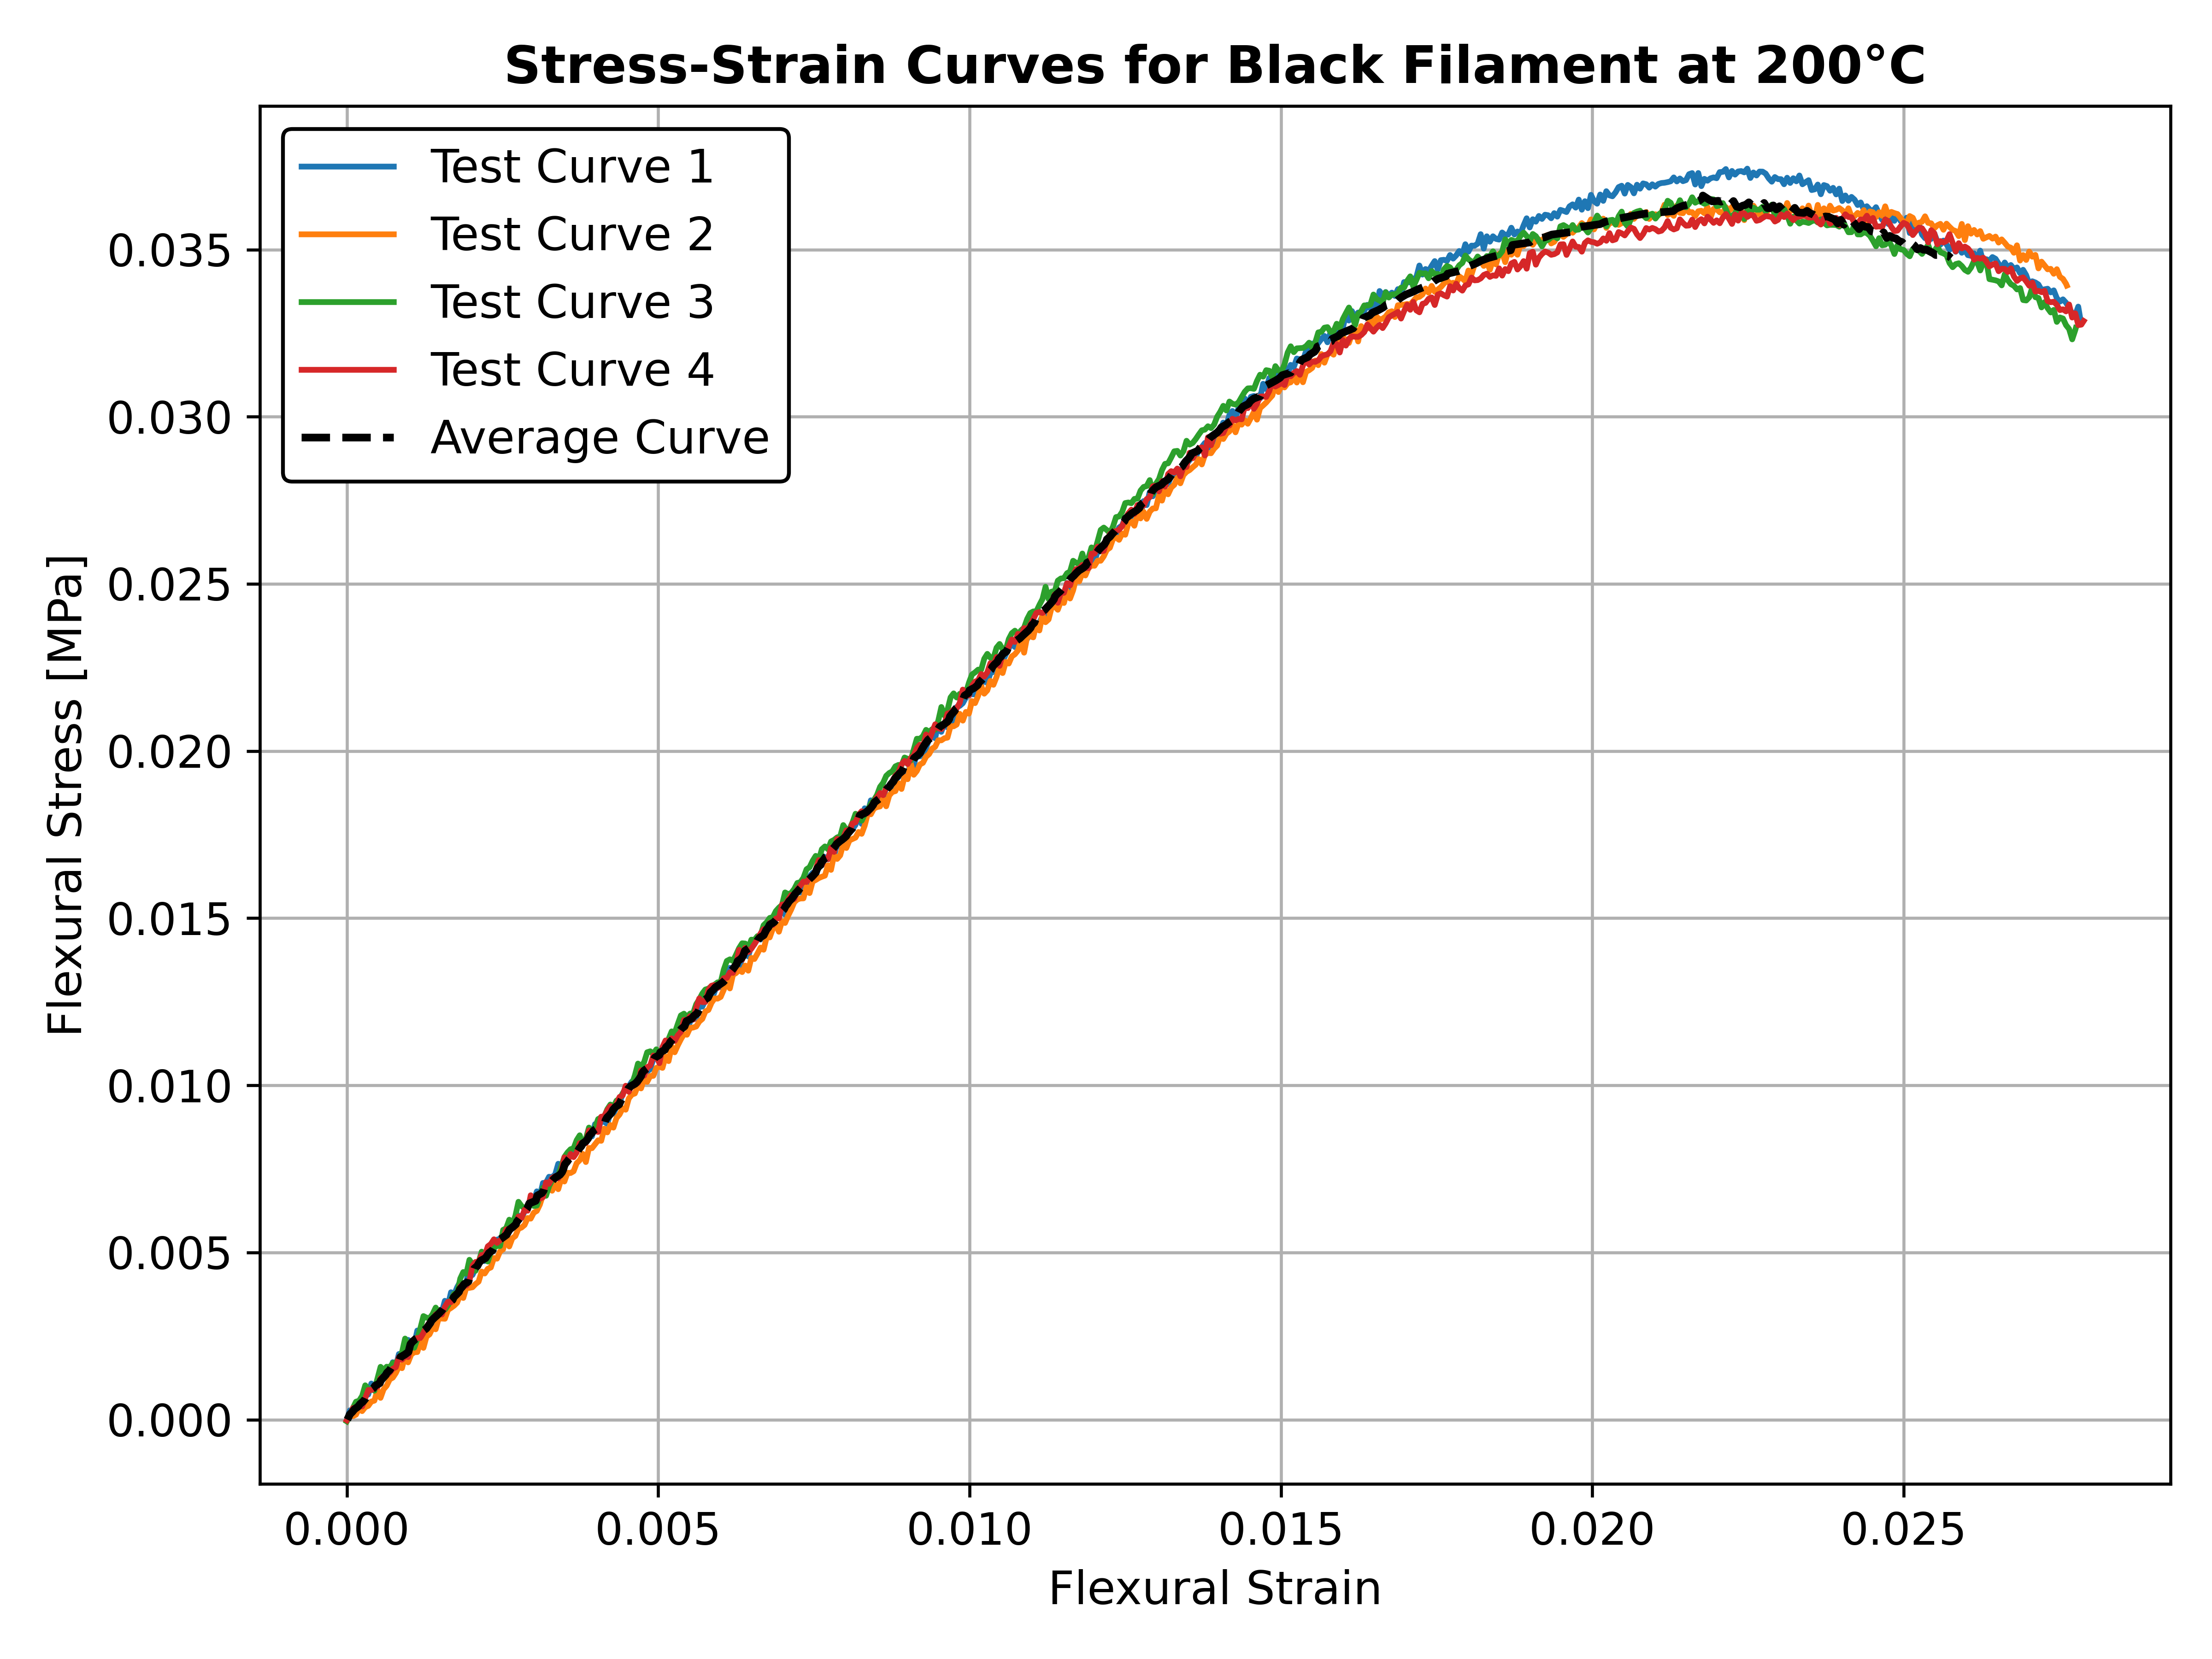 Stress-Strain Curves for Black Filament at 200°C
Test Curve 1
Test Curve 2
Test Curve 3
Test Curve 4
Average Curve
Flexural Stress [MPa]
0.035
0.030
0.025
0.020
0.015
0.010
0.005
0.000
0.000 0.005 0.010 0.015 0.020 0.025
Flexural Strain